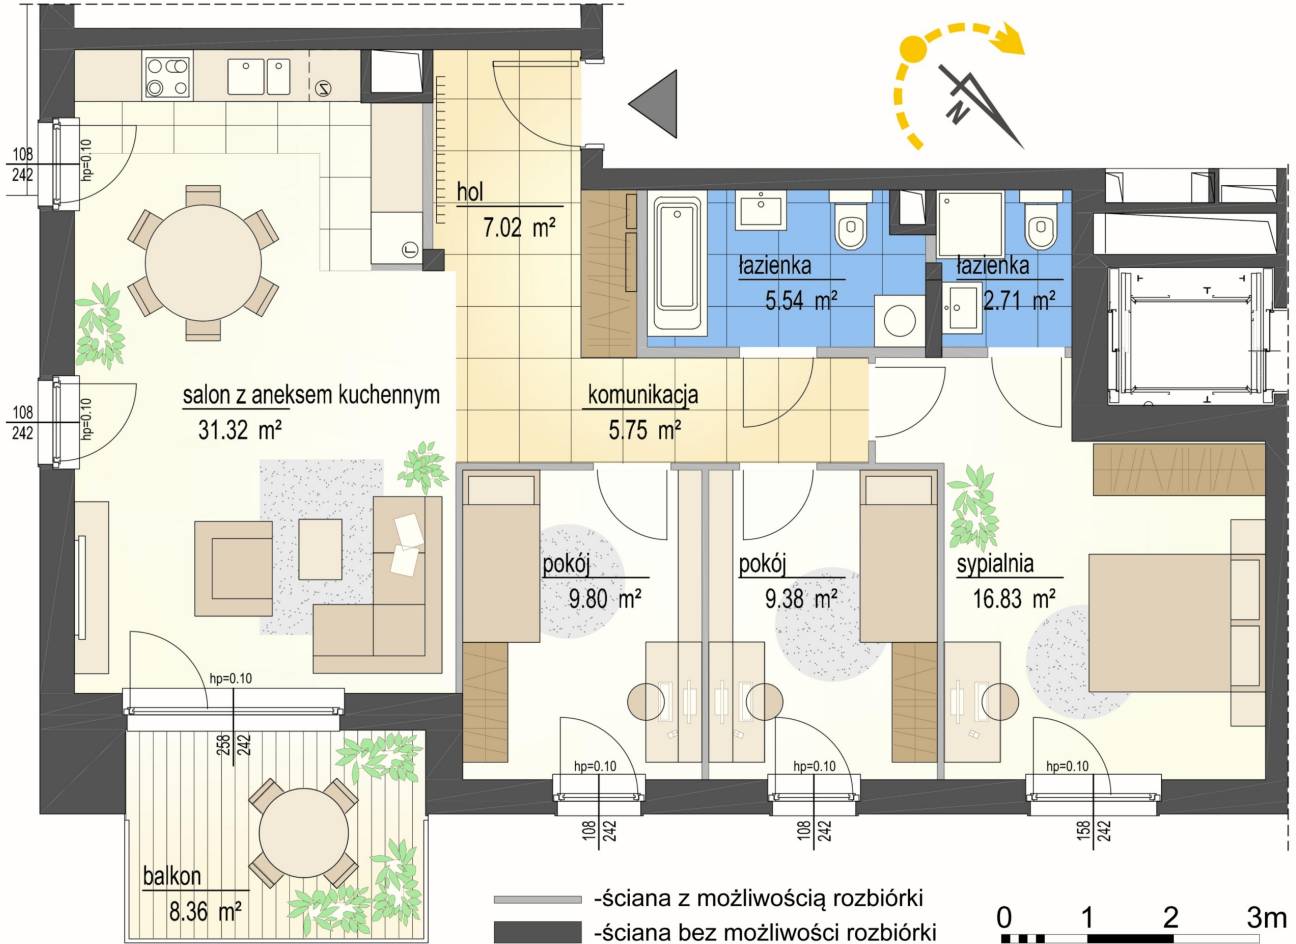 N
hol
7.02 m²
108
242
hp=0.10
łazienka
5.54 m²
łazienka
2.71 m²
108
242
hp=0.10
salon z aneksem kuchennym
31.32 m²
komunikacja
5.75 m²
pokój
9.80 m²
pokój
9.38 m²
sypialnia
16.83 m²
hp=0.10
258
242
hp=0.10
108
242
hp=0.10
108
242
hp=0.10
158
242
balkon
8.36 m²
-ściana z możliwością rozbiórki
-ściana bez możliwości rozbiórki
0 1 2 3m
Z
L